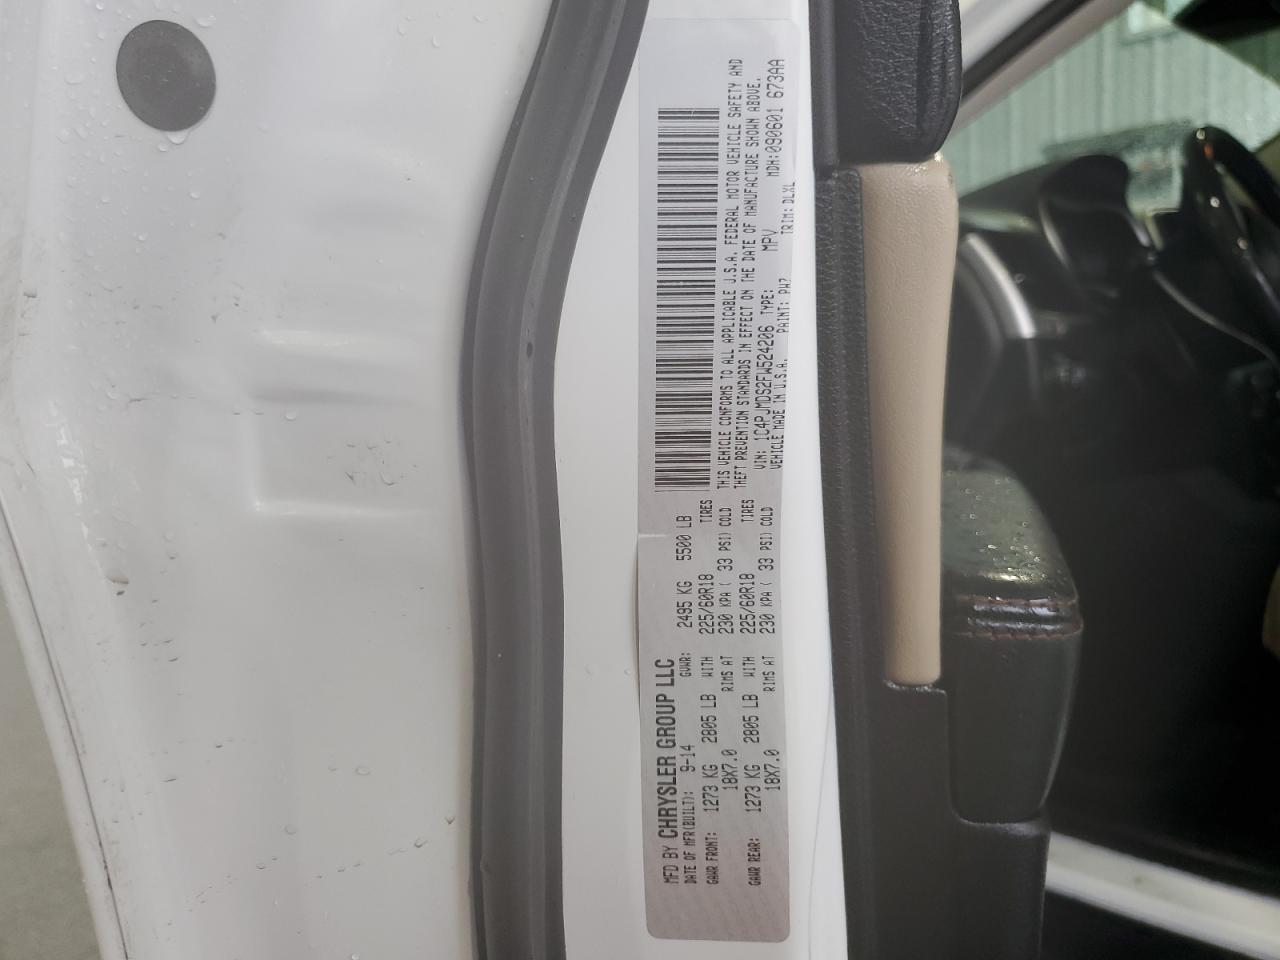 MFD BY CHRYSLER GROUP LLC
DATE OF MFR(BUILT): 9-14 GVWR: 2495 KG 5500 LB
GAWR FRONT: 1273 KG 2805 LB WITH 225/60R18 TIRES
18X7.0 RIMS AT 230 KPA ( 33 PSI) COLD
GAWR REAR: 1273 KG 2805 LB WITH 225/60R18 TIRES
18X7.0 RIMS AT 230 KPA ( 33 PSI) COLD
THIS VEHICLE CONFORMS TO ALL APPLICABLE U.S.A. FEDERAL MOTOR VEHICLE SAFETY AND
THEFT PREVENTION STANDARDS IN EFFECT ON THE DATE OF MANUFACTURE SHOWN ABOVE.
VIN: 1C4PJMDS2FW524206 TYPE: MPV MDH: 090601 673AA
VEHICLE MADE IN U.S.A. PAINT: PW7 TRIM: DLXL